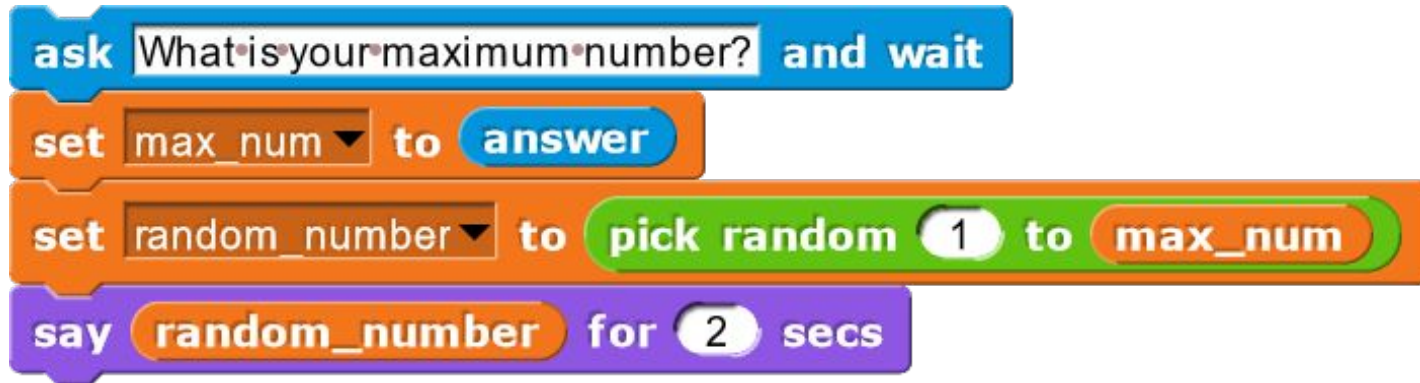 ask What is your maximum number? and wait
set max_num to answer
set random_number to pick random 1 to max_num
say random_number for 2 secs